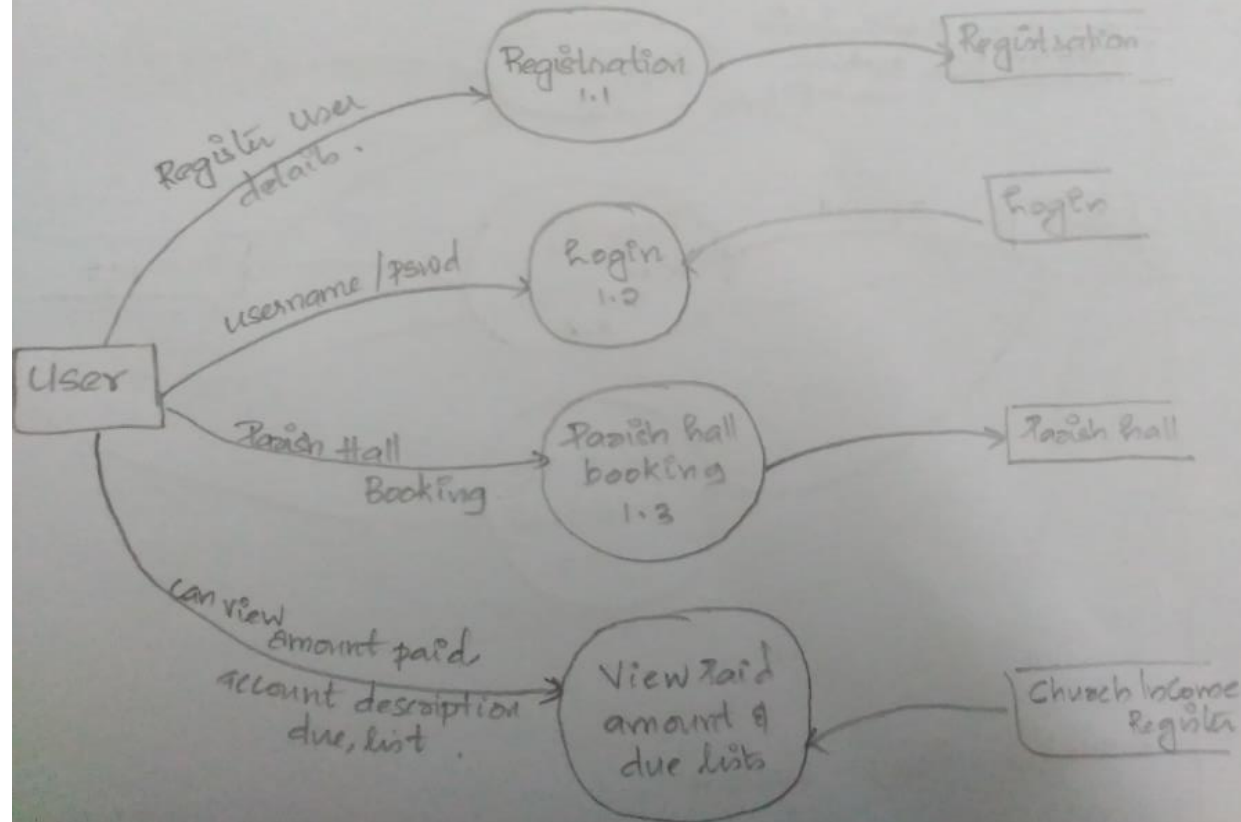 Registration
1.1
Registration
Register user
details.
Login
1.2
Login
username / pswd
User
Parish Hall
Booking
Parish hall
booking
1.3
Parish hall
can view
amount paid,
account description
due, list.
View Paid
amount &
due lists
Church Income
Register